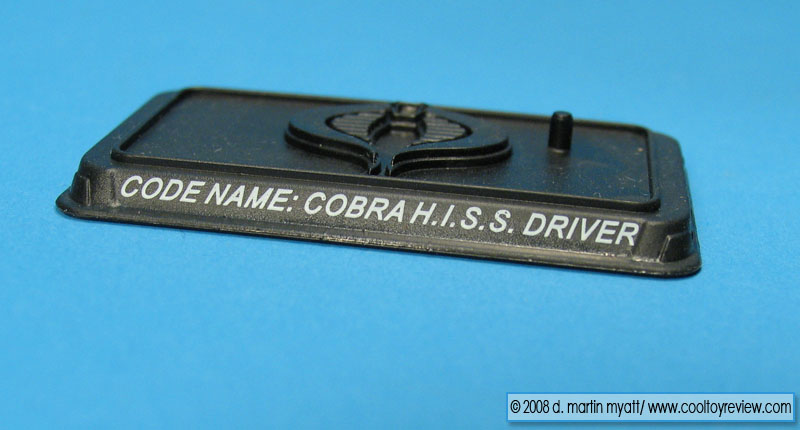 CODE NAME: COBRA H.I.S.S. DRIVER
© 2008 d. martin myatt/ www.cooltoyreview.com